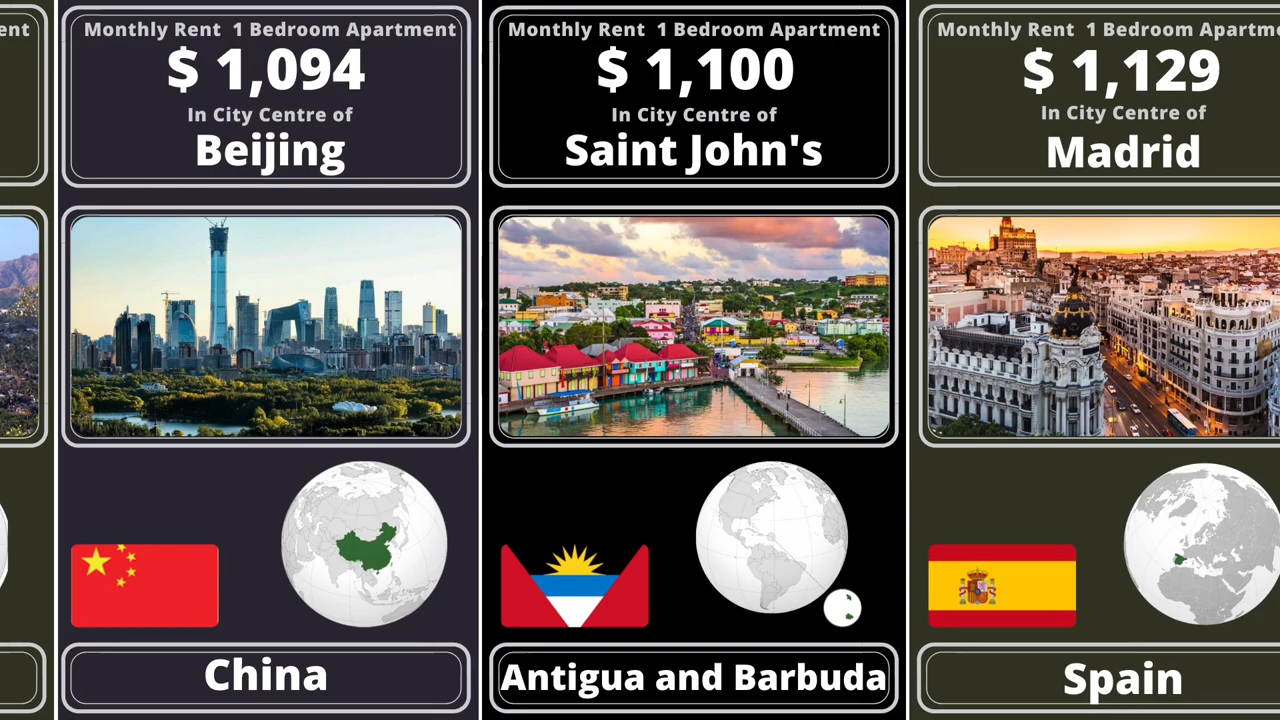 ent
Monthly Rent 1 Bedroom Apartment
$ 1,094
In City Centre of
Beijing
China
Monthly Rent 1 Bedroom Apartment
$ 1,100
In City Centre of
Saint John's
Antigua and Barbuda
Monthly Rent 1 Bedroom Apartme
$ 1,129
In City Centre of
Madrid
Spain